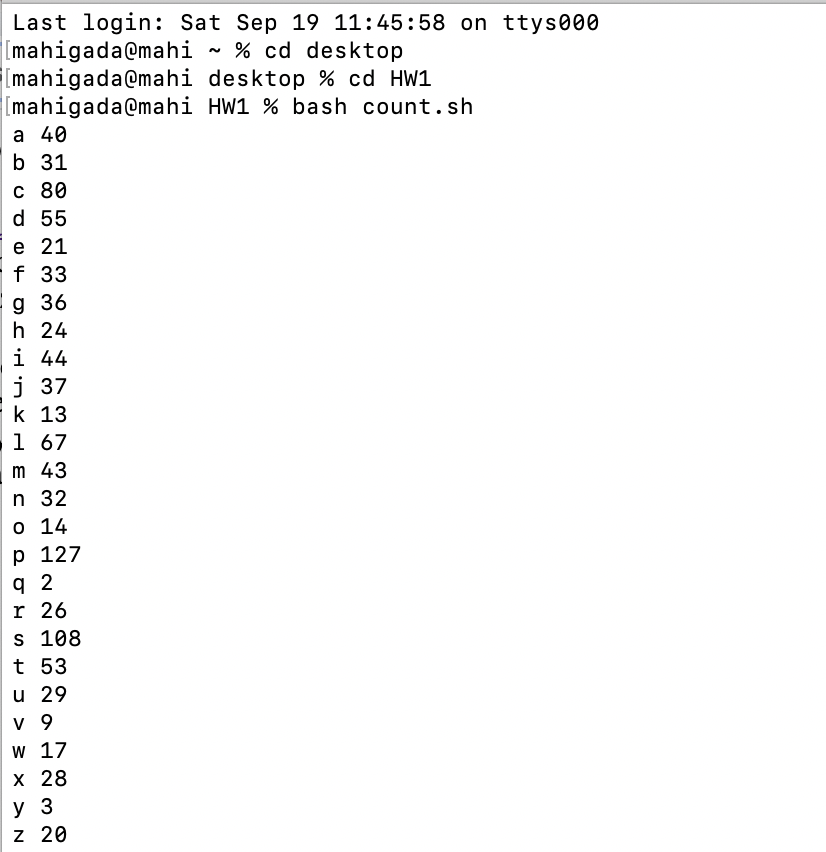 Last login: Sat Sep 19 11:45:58 on ttys000
[mahigada@mahi ~ % cd desktop
[mahigada@mahi desktop % cd HW1
[mahigada@mahi HW1 % bash count.sh
a 40
b 31
c 80
d 55
e 21
f 33
g 36
h 24
i 44
j 37
k 13
l 67
m 43
n 32
o 14
p 127
q 2
r 26
s 108
t 53
u 29
v 9
w 17
x 28
y 3
z 20